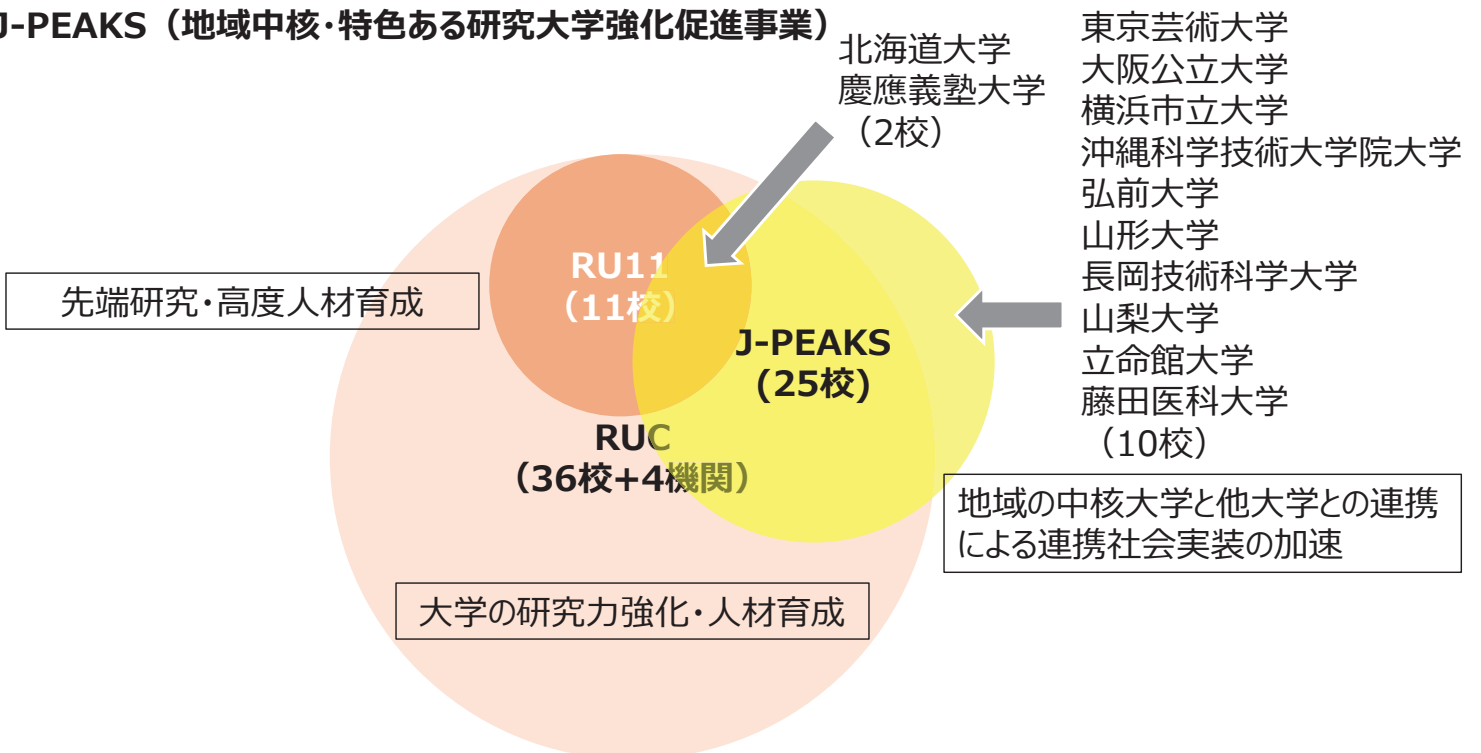 J-PEAKS（地域中核・特色ある研究大学強化促進事業）
北海道大学
慶應義塾大学
（2校）
東京芸術大学
大阪公立大学
横浜市立大学
沖縄科学技術大学院大学
弘前大学
山形大学
長岡技術科学大学
山梨大学
立命館大学
藤田医科大学
（10校）
RU11
（11校）
先端研究・高度人材育成
J-PEAKS
(25校)
RUC
（36校+4機関）
地域の中核大学と他大学との連携
による連携社会実装の加速
大学の研究力強化・人材育成